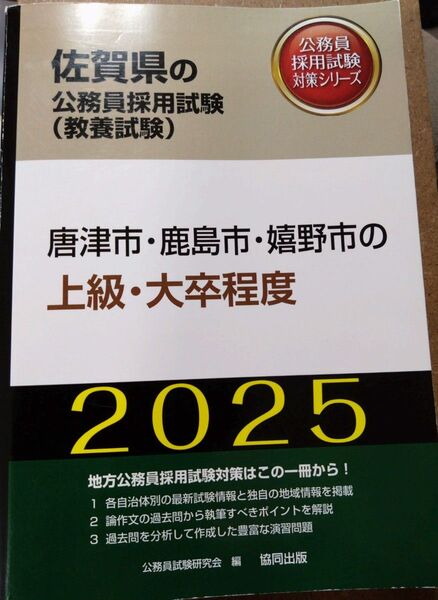 公務員
採用試験
対策シリーズ
佐賀県の
公務員採用試験
(教養試験)
唐津市・鹿島市・嬉野市の
上級・大卒程度
2025
地方公務員採用試験対策はこの一冊から!
1 各自治体別の最新試験情報と独自の地域情報を掲載
2 論作文の過去問から執筆すべきポイントを解説
3 過去問を分析して作成した豊富な演習問題
公務員試験研究会 編 協同出版